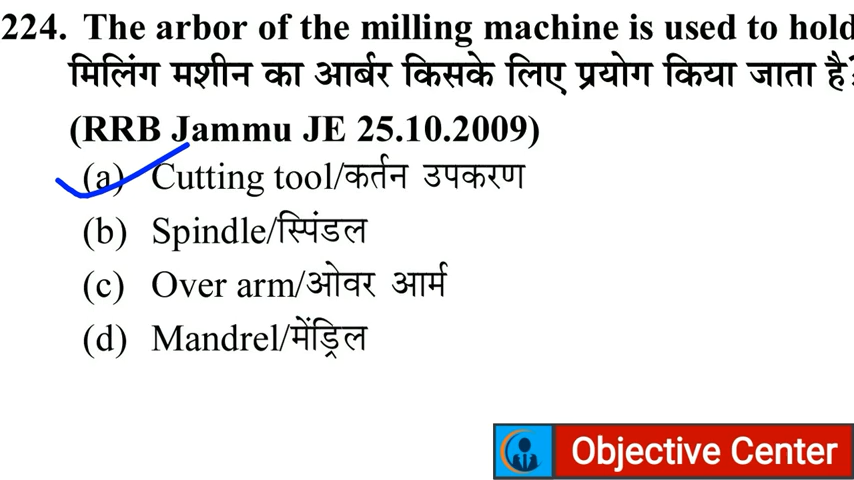 224. The arbor of the milling machine is used to hold
मिलिंग मशीन का आर्बर किसके लिए प्रयोग किया जाता है?
(RRB Jammu JE 25.10.2009)
(a) Cutting tool/कर्तन उपकरण
(b) Spindle/स्पिंडल
(c) Over arm/ओवर आर्म
(d) Mandrel/मेंड्रिल
Objective Center